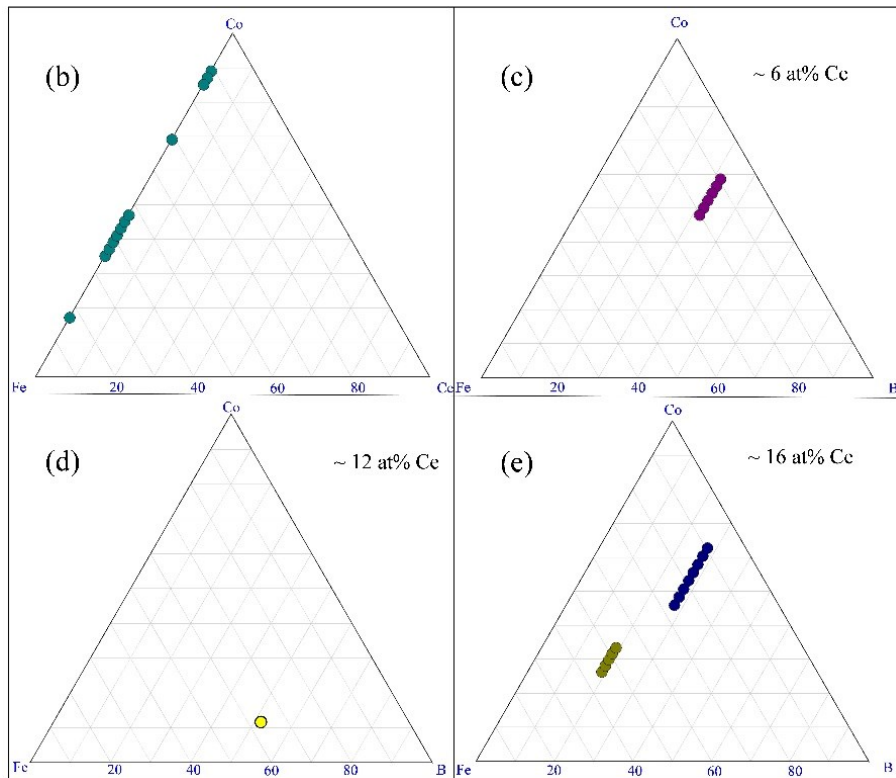 Co
(b)
Fe 20 40 60 80 Ce
Co
(c) ~ 6 at% Ce
Fe 20 40 60 80 B
Co
(d) ~ 12 at% Ce
Fe 20 40 60 80 B
Co
(e) ~ 16 at% Ce
Fe 20 40 60 80 B